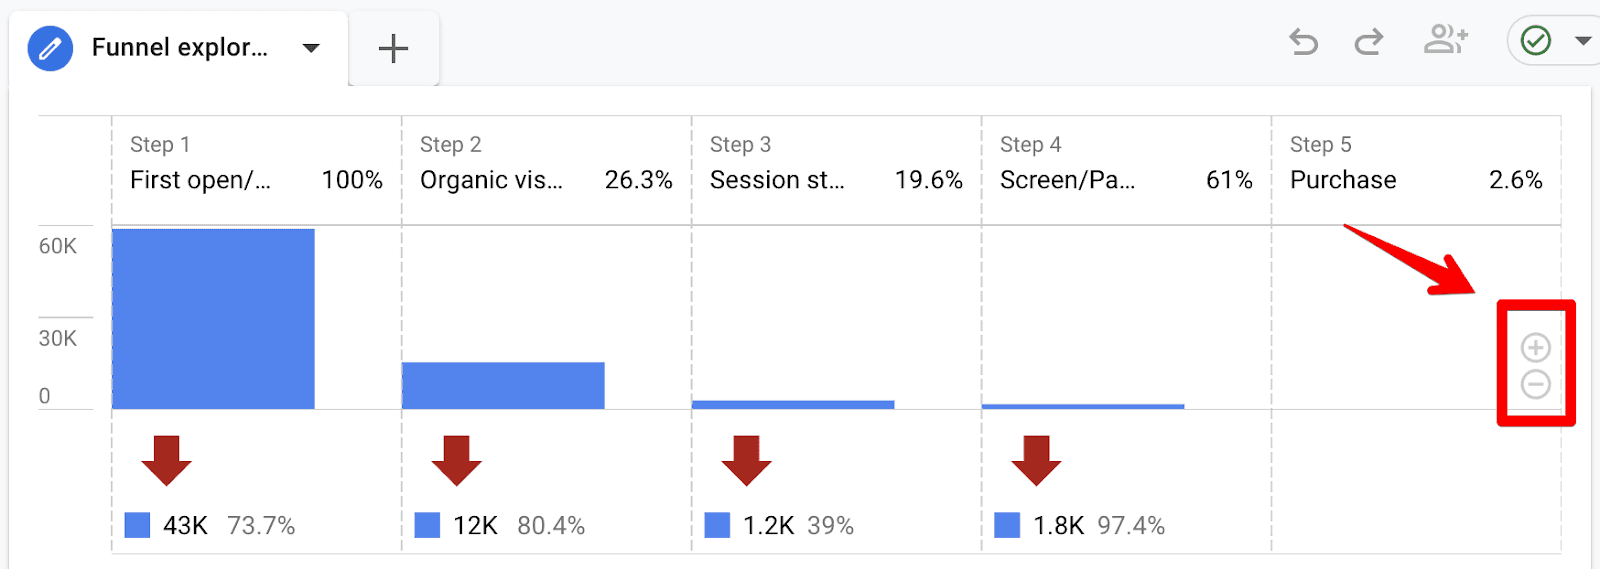 Funnel explor...
Step 1
First open/... 100%
Step 2
Organic vis... 26.3%
Step 3
Session st... 19.6%
Step 4
Screen/Pa... 61%
Step 5
Purchase 2.6%
60K
30K
0
43K 73.7%
12K 80.4%
1.2K 39%
1.8K 97.4%